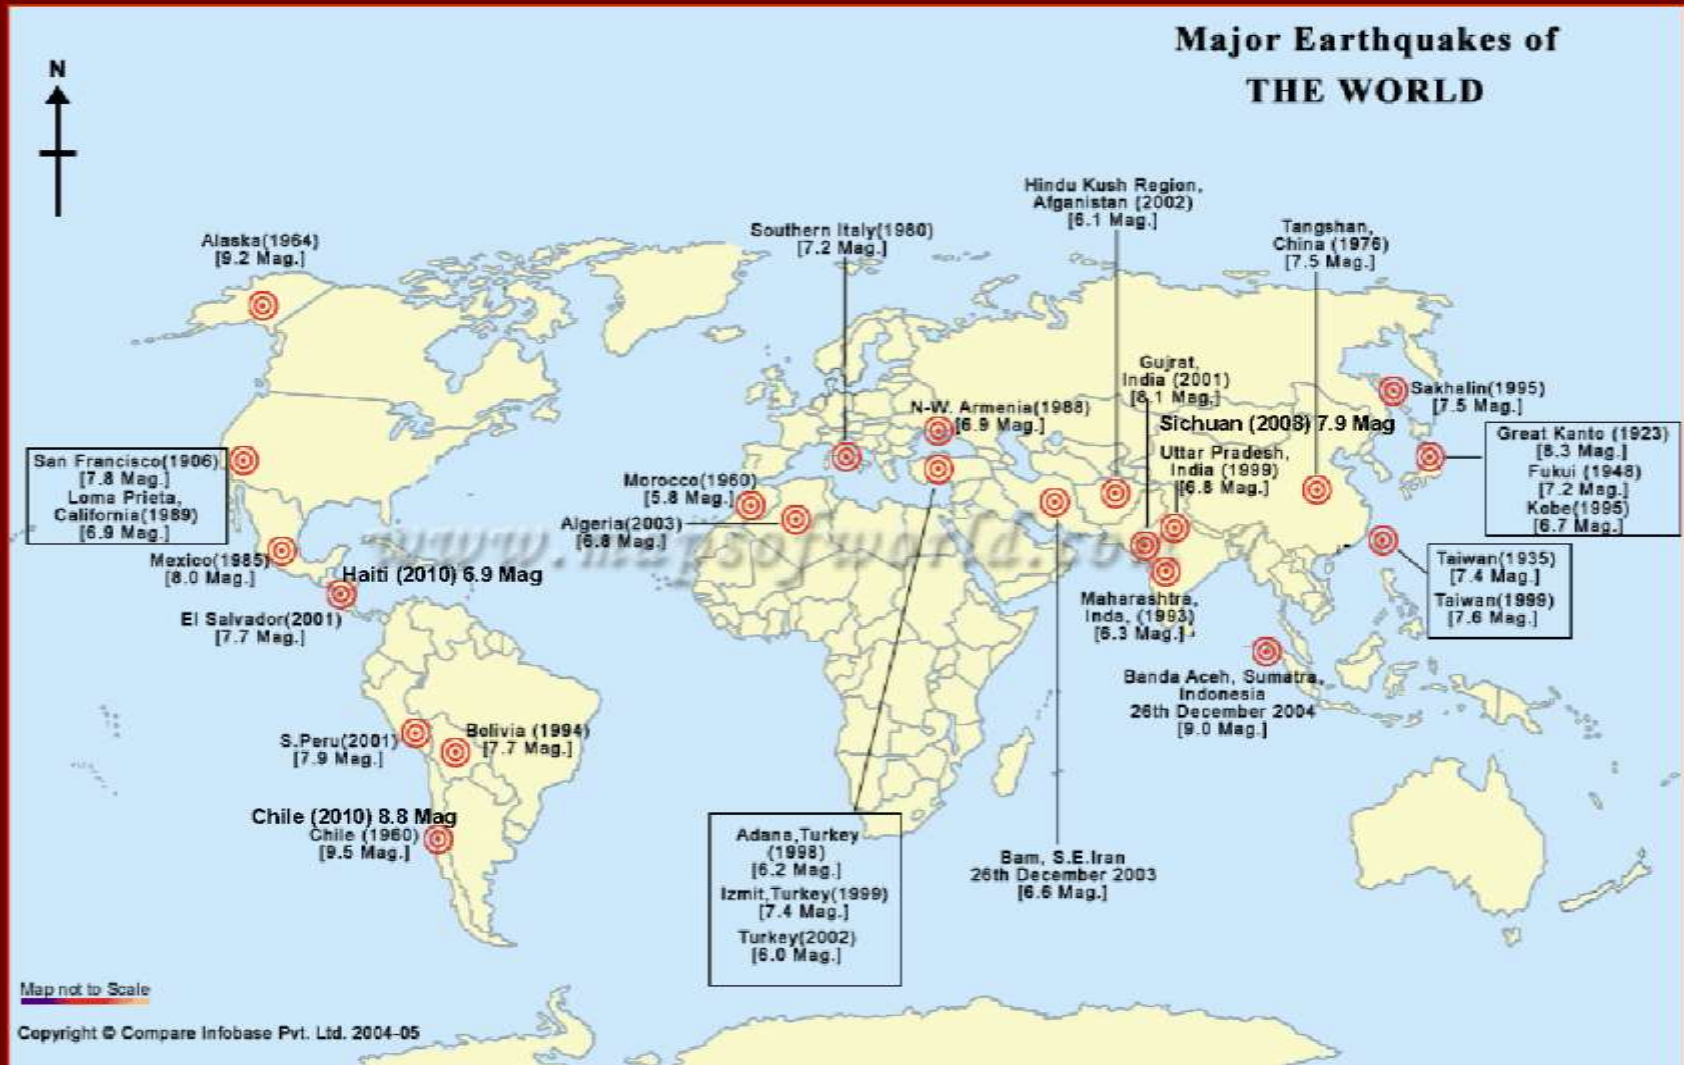 Major Earthquakes of
THE WORLD
N
Hindu Kush Region,
Afganistan (2002)
[6.1 Mag.]
Southern Italy(1980)
[7.2 Mag.]
Tangshan,
China (1976)
[7.5 Mag.]
Alaska(1964)
[9.2 Mag.]
Gujrat,
India (2001)
[8.1 Mag.]
Sakhalin(1995)
[7.5 Mag.]
N-W. Armenia(1988)
[6.9 Mag.]
Sichuan (2008) 7.9 Mag
Great Kanto (1923)
[8.3 Mag.]
Fukui (1948)
[7.2 Mag.]
Kobe(1995)
[6.7 Mag.]
Uttar Pradesh,
India (1999)
[6.8 Mag.]
San Francisco(1906)
[7.8 Mag.]
Loma Prieta,
California(1989)
[6.9 Mag.]
Morocco(1960)
[5.8 Mag.]
Algeria(2003)
[6.8 Mag.]
www.mapsofworld.com
Mexico(1985)
[8.0 Mag.]
Haiti (2010) 6.9 Mag
Taiwan(1935)
[7.4 Mag.]
Taiwan(1999)
[7.6 Mag.]
El Salvador(2001)
[7.7 Mag.]
Maharashtra,
Inda, (1993)
[6.3 Mag.]
Banda Aceh, Sumatra,
Indonesia
26th December 2004
[9.0 Mag.]
S.Peru(2001)
[7.9 Mag.]
Bolivia (1994)
[7.7 Mag.]
Chile (2010) 8.8 Mag
Chile (1960)
[9.5 Mag.]
Adana,Turkey
(1998)
[6.2 Mag.]
Izmit,Turkey(1999)
[7.4 Mag.]
Turkey(2002)
[6.0 Mag.]
Bam, S.E.Iran
26th December 2003
[6.6 Mag.]
Map not to Scale
Copyright © Compare Infobase Pvt. Ltd. 2004-05